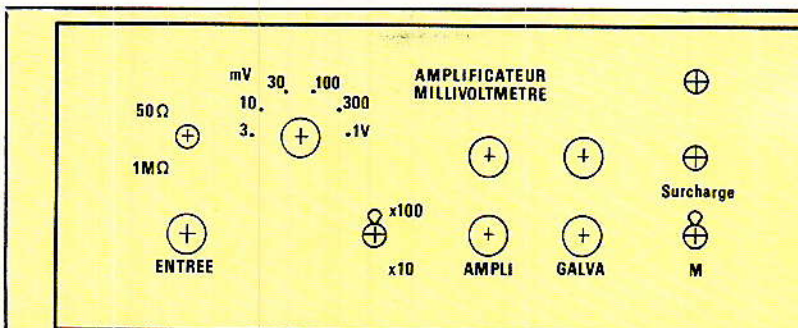 AMPLIFICATEUR
MILLIVOLTMETRE
mV
3.
10
30
.100
.300
.1V
50Ω
1MΩ
ENTREE
x100
x10
AMPLI
GALVA
Surcharge
M